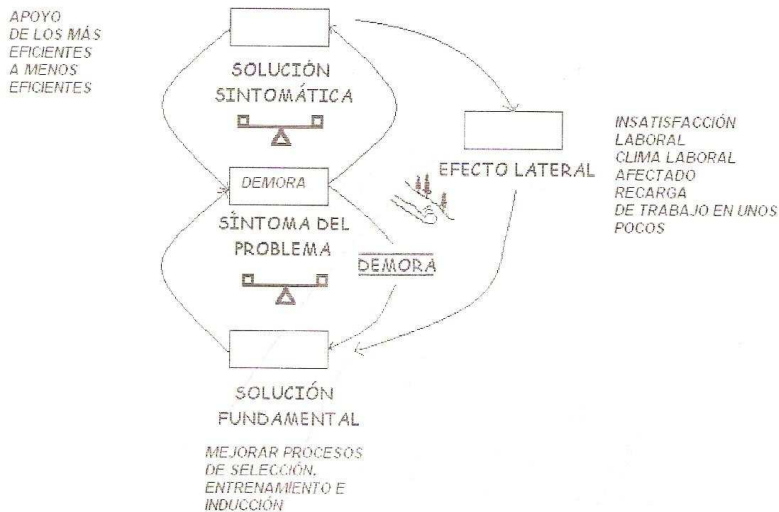 APOYO
DE LOS MÁS
EFICIENTES
A MENOS
EFICIENTES
SOLUCIÓN
SINTOMÁTICA
DEMORA
SÍNTOMA DEL
PROBLEMA
DEMORA
EFECTO LATERAL
INSATISFACCIÓN
LABORAL
CLIMA LABORAL
AFECTADO
RECARGA
DE TRABAJO EN UNOS
POCOS
SOLUCIÓN
FUNDAMENTAL
MEJORAR PROCESOS
DE SELECCIÓN,
ENTRENAMIENTO E
INDUCCIÓN